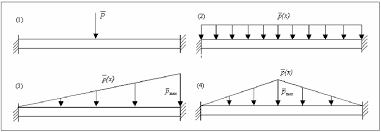 (1)
P̄
(2)
p̄(x)
(3)
p̄(x)
p̄max
(4)
p̄(x)
p̄max